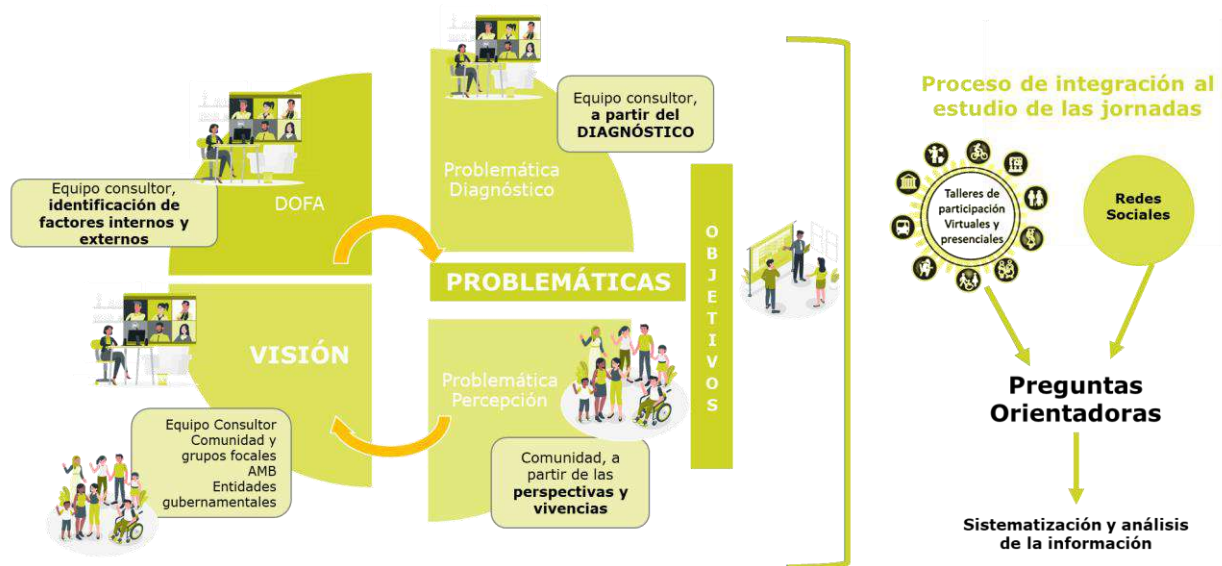 Equipo consultor,
identificación de
factores internos y
externos
DOFA
Equipo consultor,
a partir del
DIAGNÓSTICO
Problemática
Diagnóstico
PROBLEMÁTICAS
VISIÓN
Equipo Consultor
Comunidad y
grupos focales
AMB
Entidades
gubernamentales
Problemática
Percepción
Comunidad, a
partir de las
perspectivas y
vivencias
OBJETIVOS
Proceso de integración al
estudio de las jornadas
Talleres de
participación
Virtuales y
presenciales
Redes
Sociales
Preguntas
Orientadoras
Sistematización y análisis
de la información